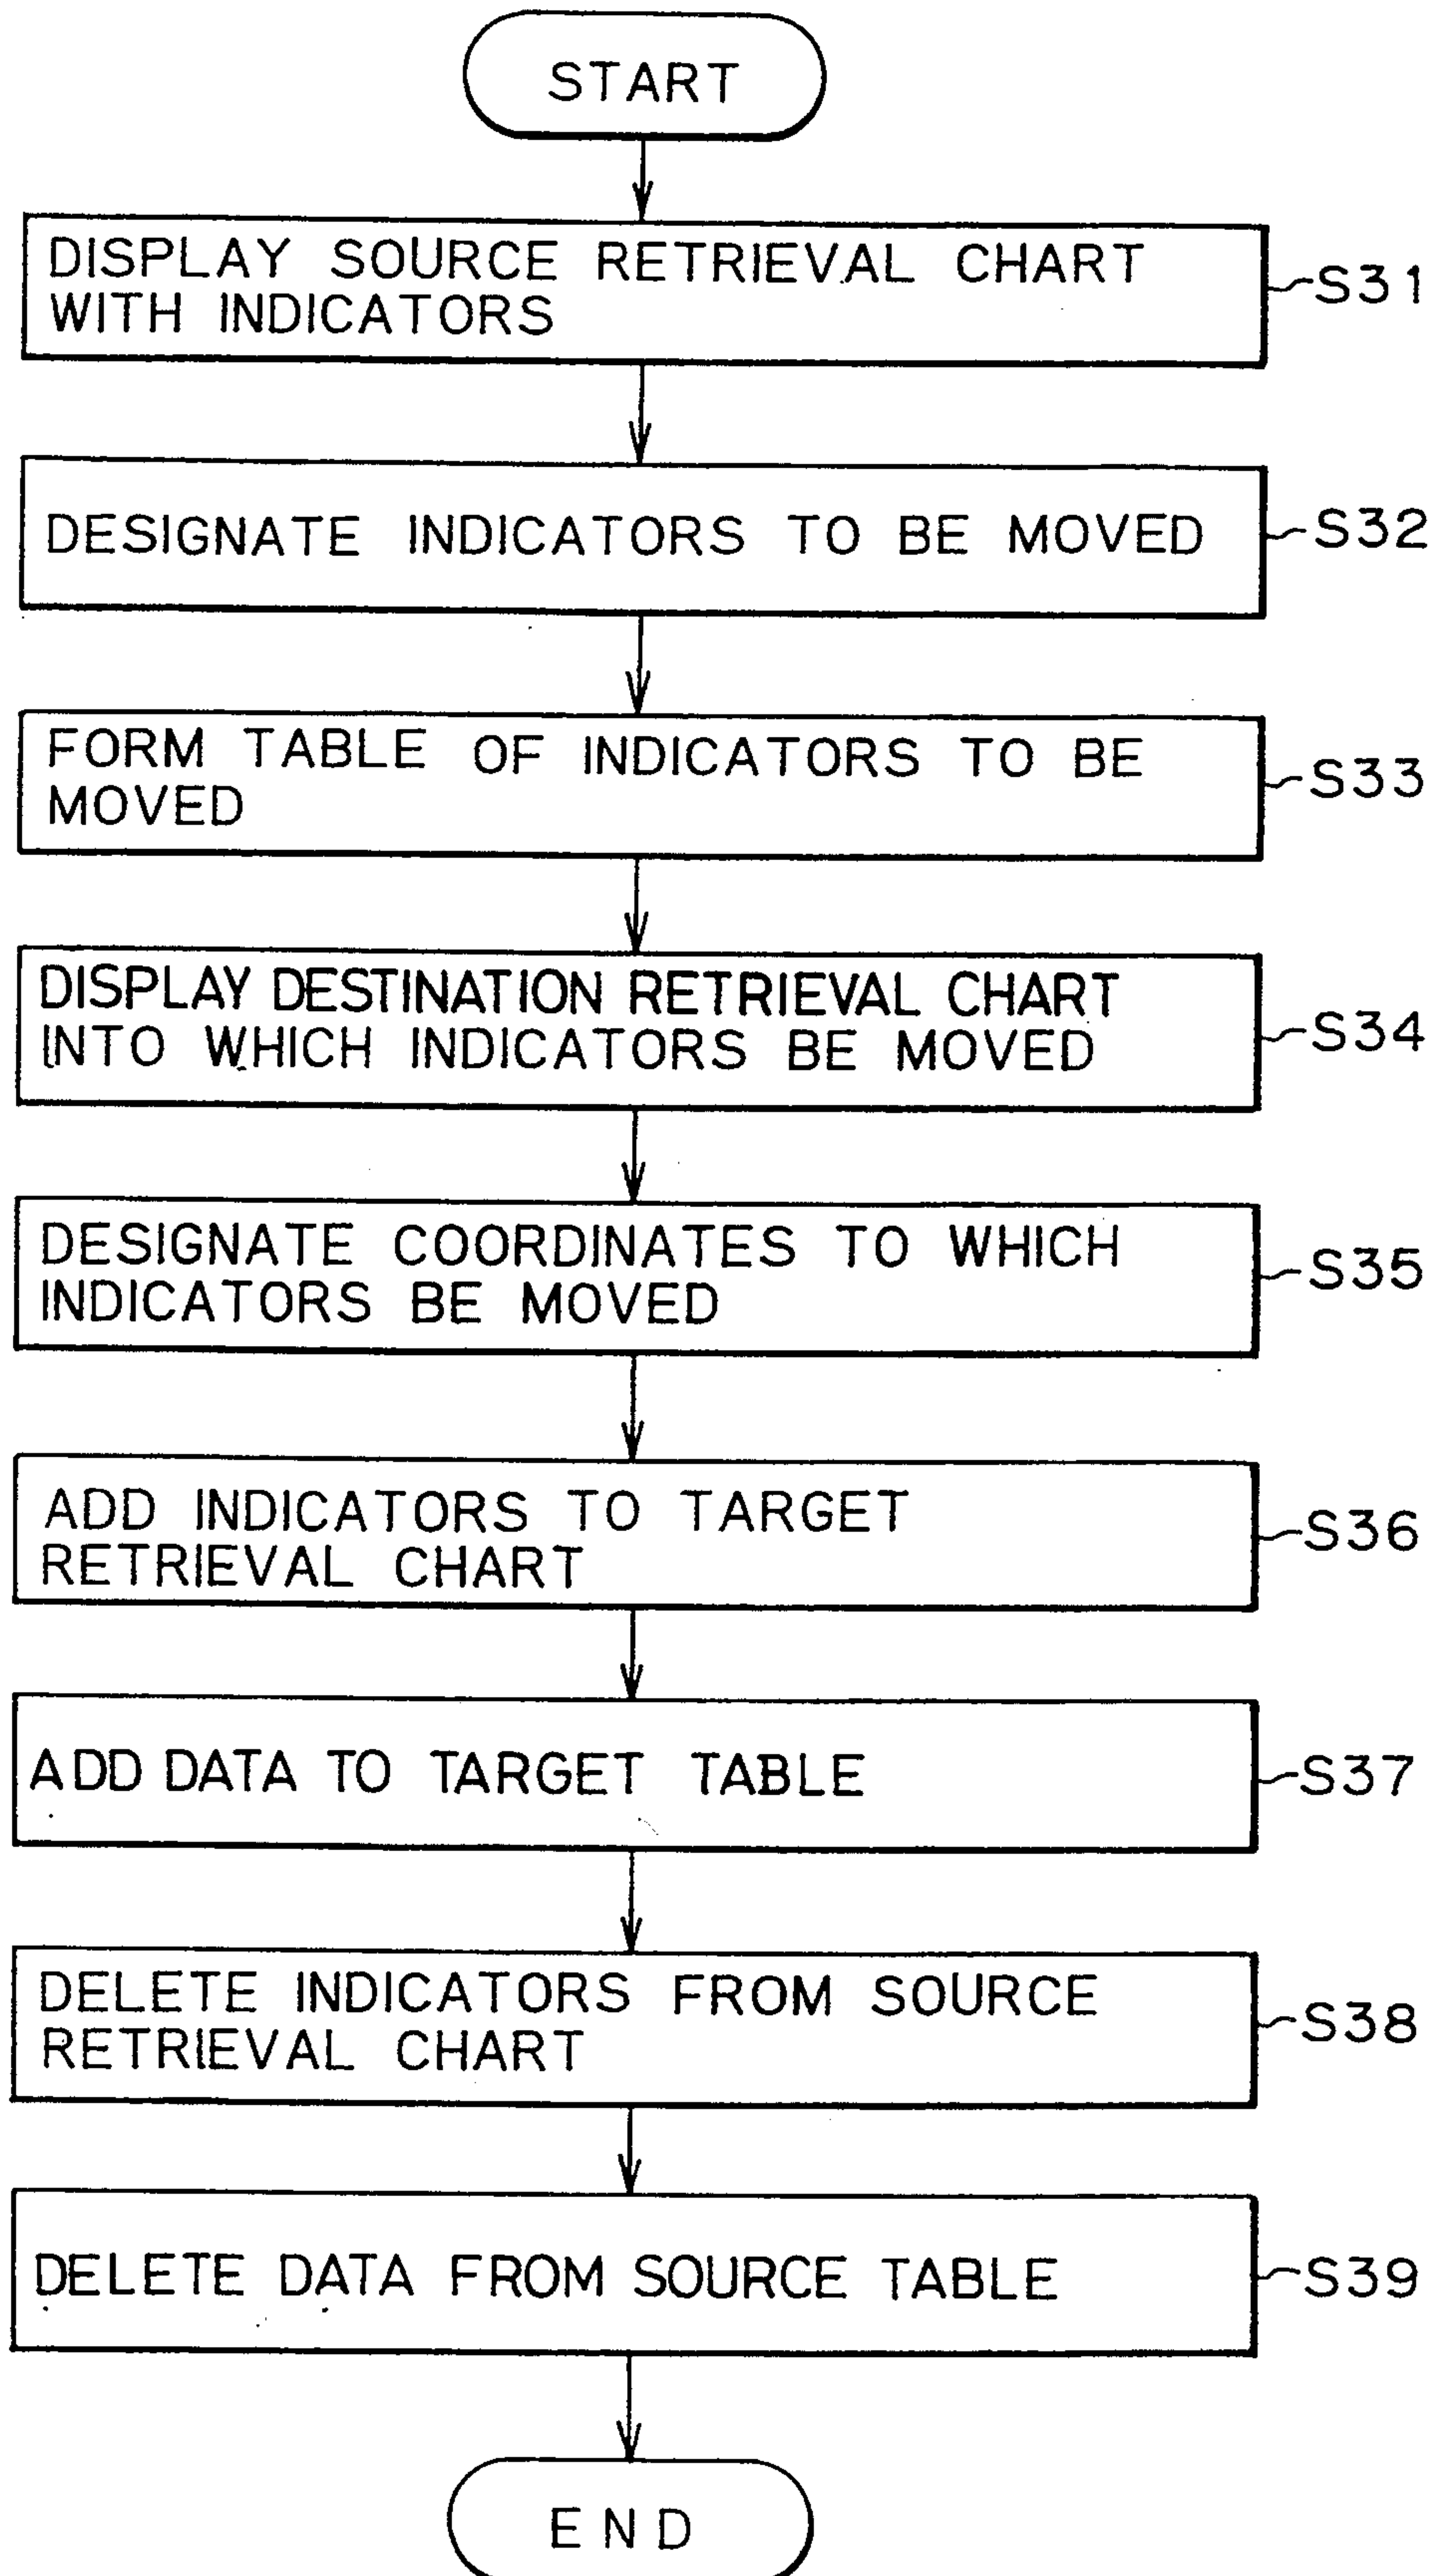 START
DISPLAY SOURCE RETRIEVAL CHART
WITH INDICATORS
S31
DESIGNATE INDICATORS TO BE MOVED
S32
FORM TABLE OF INDICATORS TO BE
MOVED
S33
DISPLAY DESTINATION RETRIEVAL CHART
INTO WHICH INDICATORS BE MOVED
S34
DESIGNATE COORDINATES TO WHICH
INDICATORS BE MOVED
S35
ADD INDICATORS TO TARGET
RETRIEVAL CHART
S36
ADD DATA TO TARGET TABLE
S37
DELETE INDICATORS FROM SOURCE
RETRIEVAL CHART
S38
DELETE DATA FROM SOURCE TABLE
S39
END